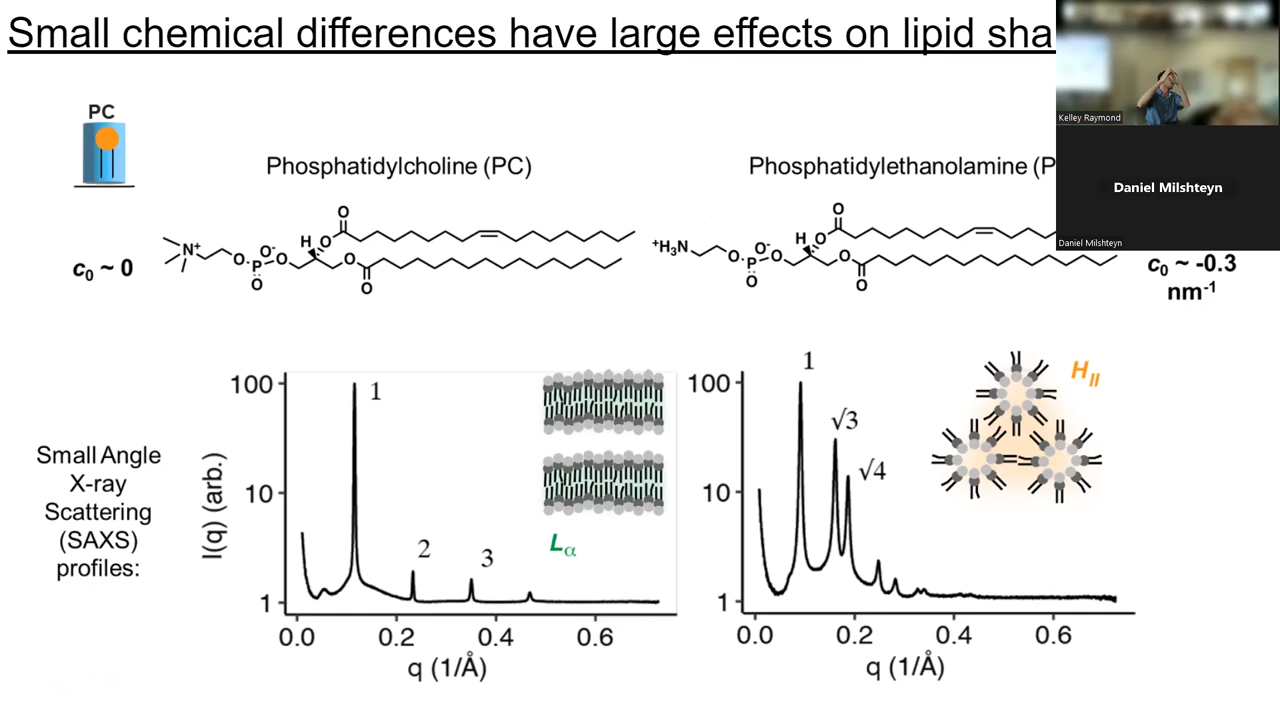 Small chemical differences have large effects on lipid sha
Kelley Raymond
Daniel Milshteyn
Daniel Milshteyn
PC
Phosphatidylcholine (PC)
Phosphatidylethanolamine (P
c₀ ~ 0
N⁺
O⁻
O
P
O
O
H
O
O
O
O
⁺H₃N
O⁻
O
P
O
O
H
O
O
O
O
c₀ ~ -0.3
nm⁻¹
Small Angle
X-ray
Scattering
(SAXS)
profiles:
I(q) (arb.)
100
10
1
1
2
3
Lα
0.0 0.2 0.4 0.6
q (1/Å)
100
10
1
1
√3
√4
H_II
0.0 0.2 0.4 0.6
q (1/Å)